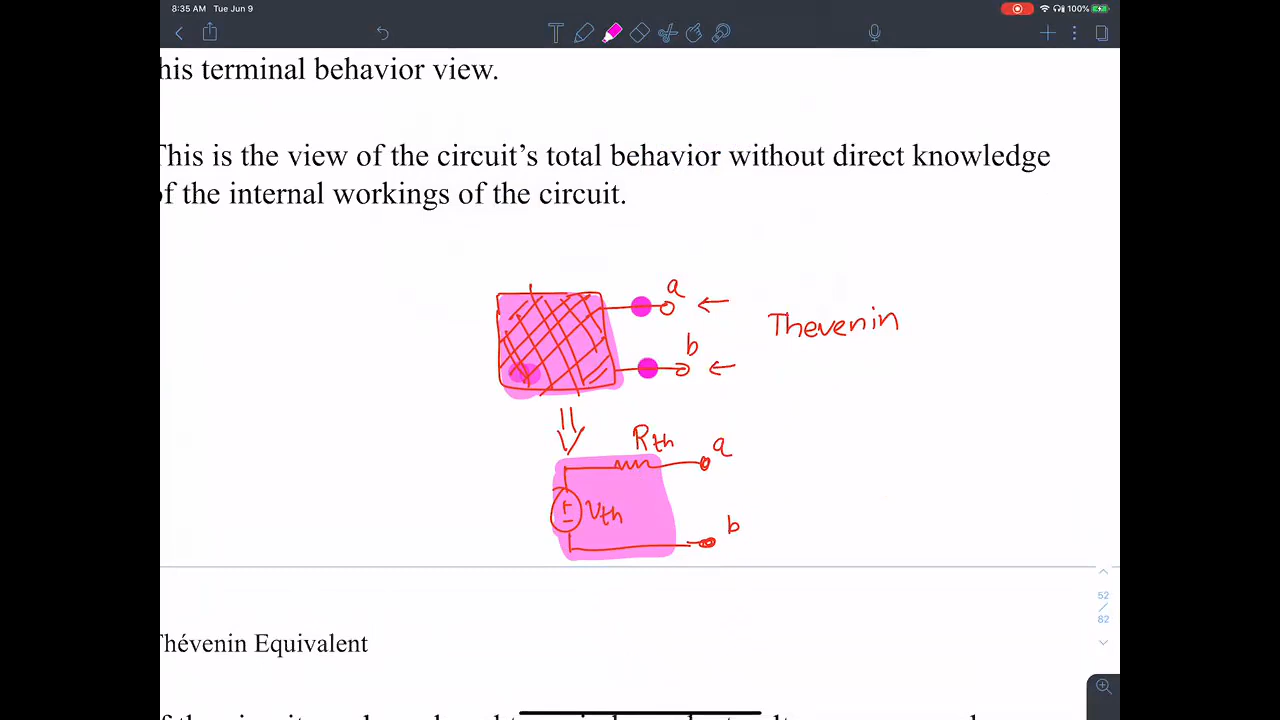 8:35 AM Tue Jun 9
100%
his terminal behavior view.
This is the view of the circuit's total behavior without direct knowledge
of the internal workings of the circuit.
a
Thevenin
b
Rth
a
Vth
b
52
/
82
Thévenin Equivalent